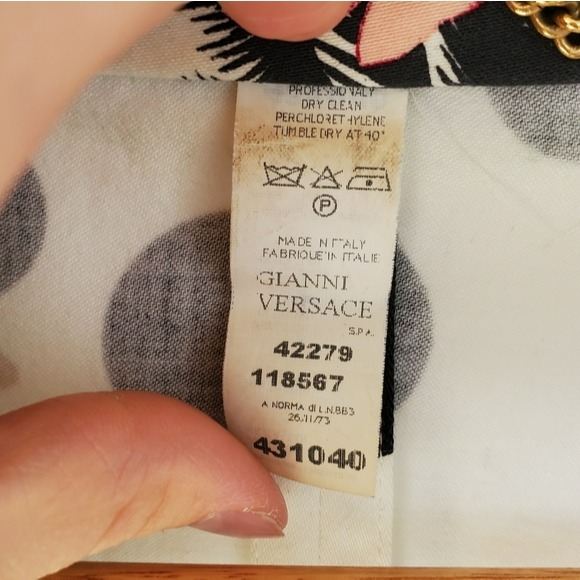 PROFESSIONALY
DRY CLEAN
PERCHLORETHYLENE
TUMBLE DRY AT 40°
P
MADE IN ITALY
FABRIQUE IN ITALIE
GIANNI
VERSACE
S.P.A.
42279
118567
A NORMA di L.N.883
26/11/73
431040